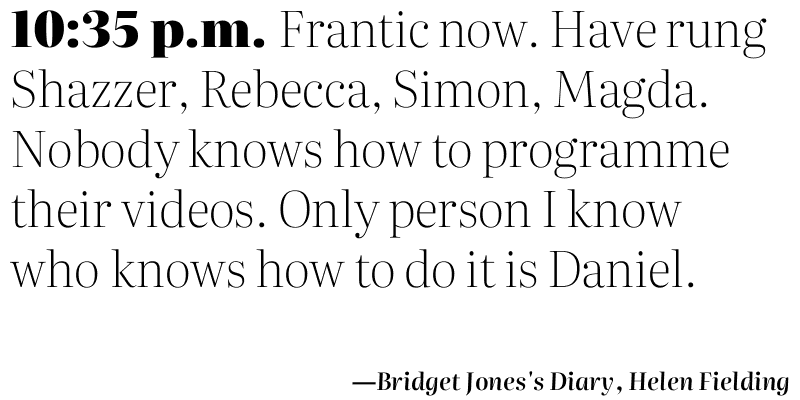 10:35 p.m. Frantic now. Have rung
Shazzer, Rebecca, Simon, Magda.
Nobody knows how to programme
their videos. Only person I know
who knows how to do it is Daniel.
—Bridget Jones's Diary, Helen Fielding